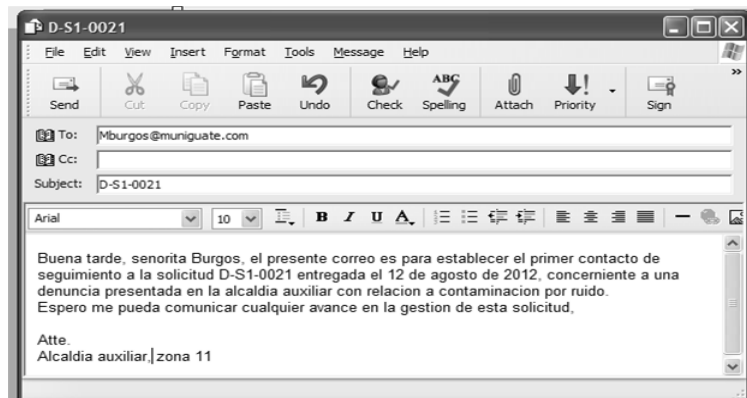 D-S1-0021
File Edit View Insert Format Tools Message Help
Send Cut Copy Paste Undo Check Spelling Attach Priority Sign
To: Mburgos@muniguate.com
Cc:
Subject: D-S1-0021
Arial 10 B I U A
Buena tarde, senorita Burgos, el presente correo es para establecer el primer contacto de
seguimiento a la solicitud D-S1-0021 entregada el 12 de agosto de 2012, concerniente a una
denuncia presentada en la alcaldia auxiliar con relacion a contaminacion por ruido.
Espero me pueda comunicar cualquier avance en la gestion de esta solicitud,
Atte.
Alcaldia auxiliar, zona 11